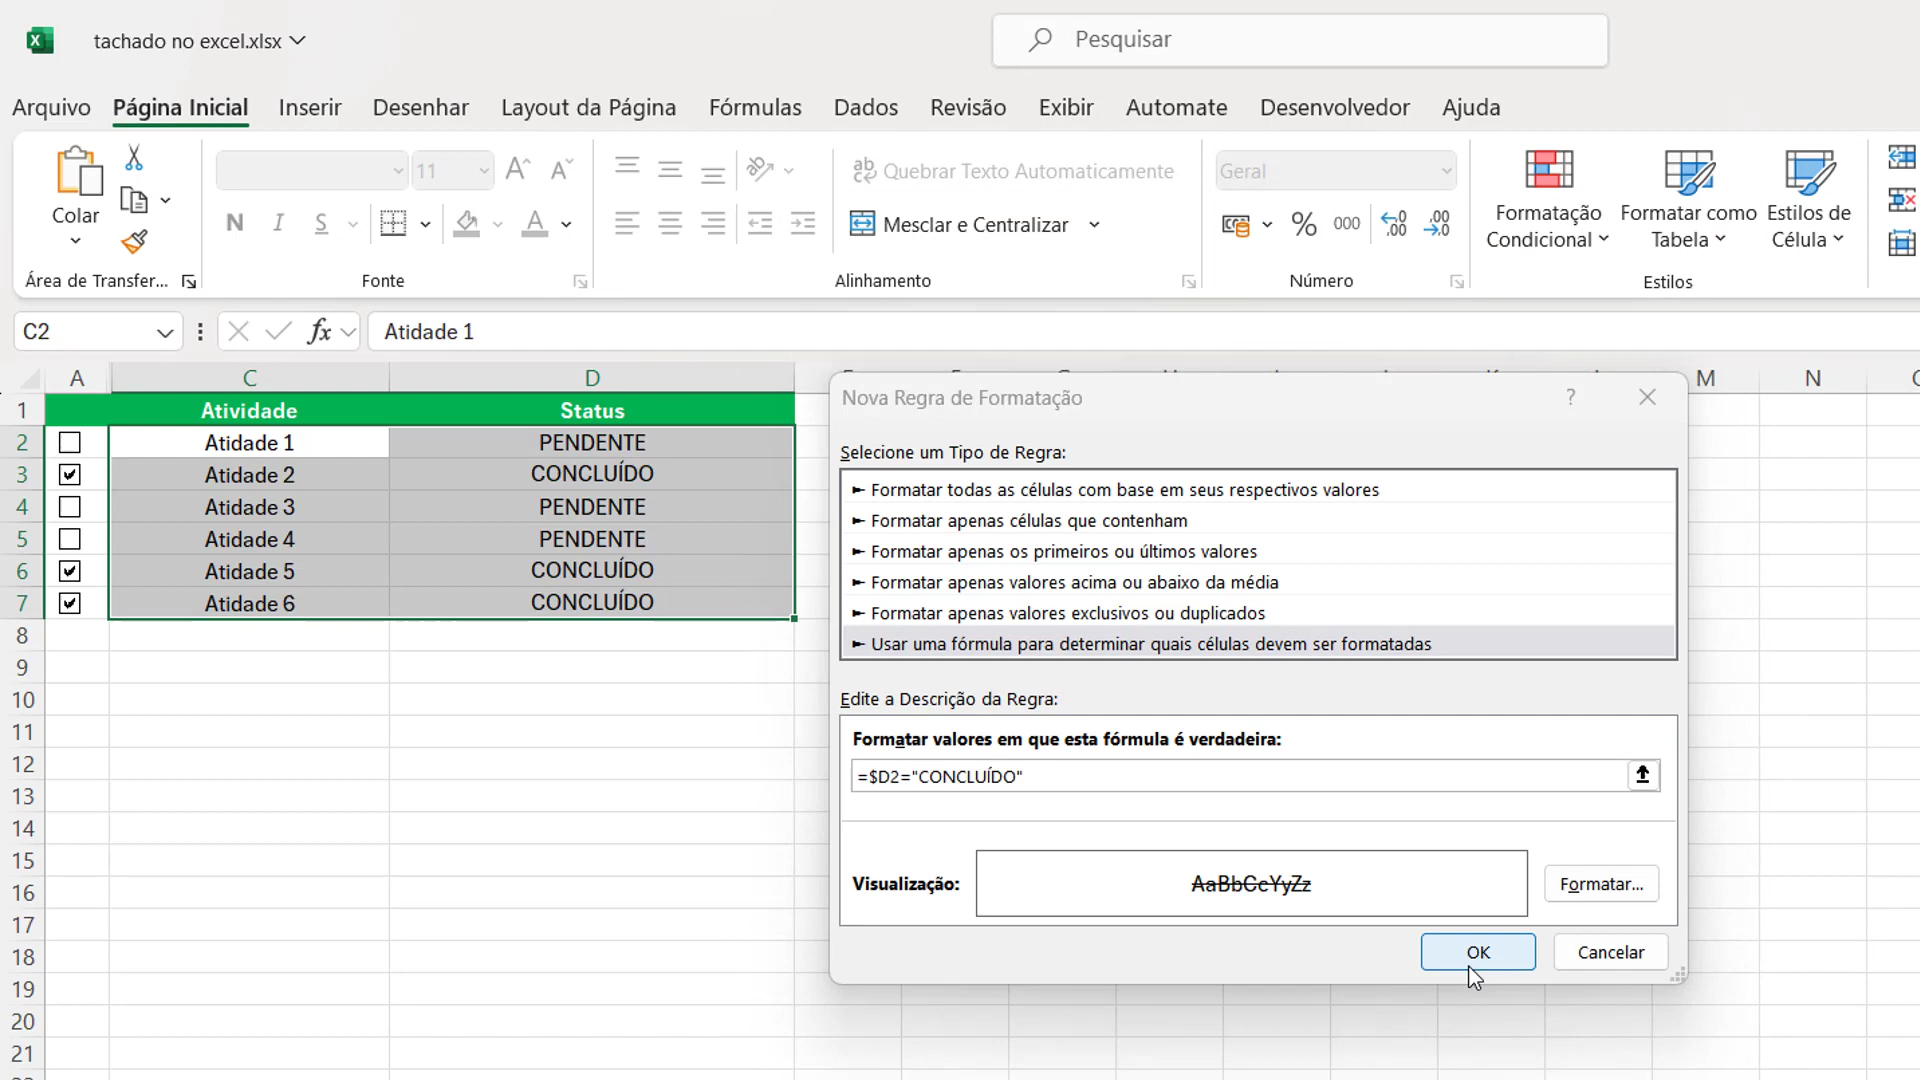 tachado no excel.xlsx
Pesquisar
Arquivo Página Inicial Inserir Desenhar Layout da Página Fórmulas Dados Revisão Exibir Automate Desenvolvedor Ajuda
Colar
11
Quebrar Texto Automaticamente
Geral
N I S
Mesclar e Centralizar
% 000
Formatação Condicional
Formatar como Tabela
Estilos de Célula
Área de Transfer... Fonte Alinhamento Número Estilos
C2 fx Atidade 1
A C D M N
1 Atividade Status
2 Atidade 1 PENDENTE
3 Atidade 2 CONCLUÍDO
4 Atidade 3 PENDENTE
5 Atidade 4 PENDENTE
6 Atidade 5 CONCLUÍDO
7 Atidade 6 CONCLUÍDO
8
9
10
11
12
13
14
15
16
17
18
19
20
21
Nova Regra de Formatação ?
Selecione um Tipo de Regra:
► Formatar todas as células com base em seus respectivos valores
► Formatar apenas células que contenham
► Formatar apenas os primeiros ou últimos valores
► Formatar apenas valores acima ou abaixo da média
► Formatar apenas valores exclusivos ou duplicados
► Usar uma fórmula para determinar quais células devem ser formatadas
Edite a Descrição da Regra:
Formatar valores em que esta fórmula é verdadeira:
=$D2="CONCLUÍDO"
Visualização: AaBbCcYyZz Formatar...
OK Cancelar